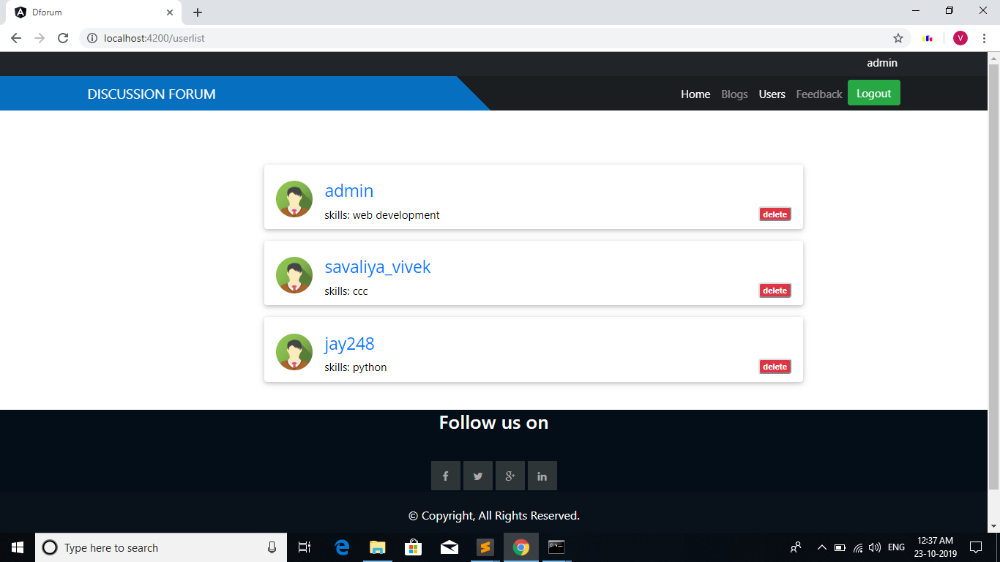 Dforum
localhost:4200/userlist
V
admin
DISCUSSION FORUM
Home Blogs Users Feedback Logout
admin
skills: web development
delete
savaliya_vivek
skills: ccc
delete
jay248
skills: python
delete
Follow us on
© Copyright, All Rights Reserved.
Type here to search
ENG
12:37 AM
23-10-2019